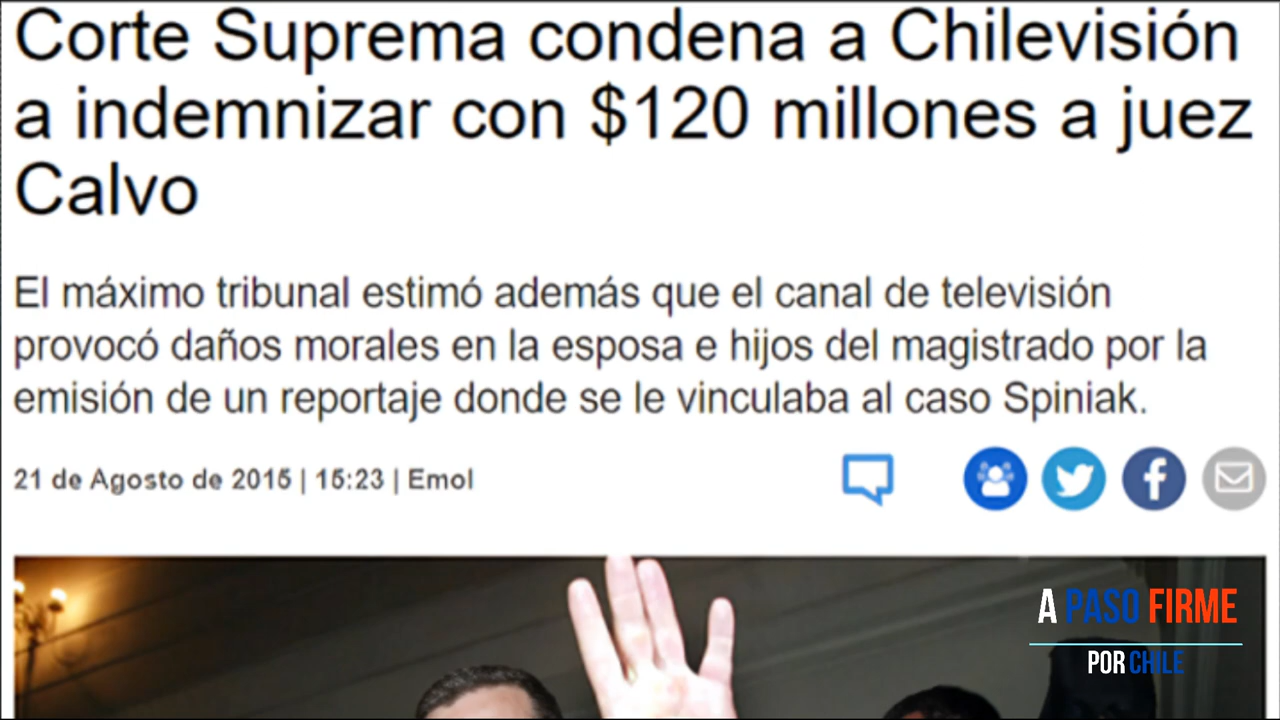 Corte Suprema condena a Chilevisión
a indemnizar con $120 millones a juez
Calvo
El máximo tribunal estimó además que el canal de televisión
provocó daños morales en la esposa e hijos del magistrado por la
emisión de un reportaje donde se le vinculaba al caso Spiniak.
21 de Agosto de 2015 | 15:23 | Emol
A PASO FIRME
POR CHILE